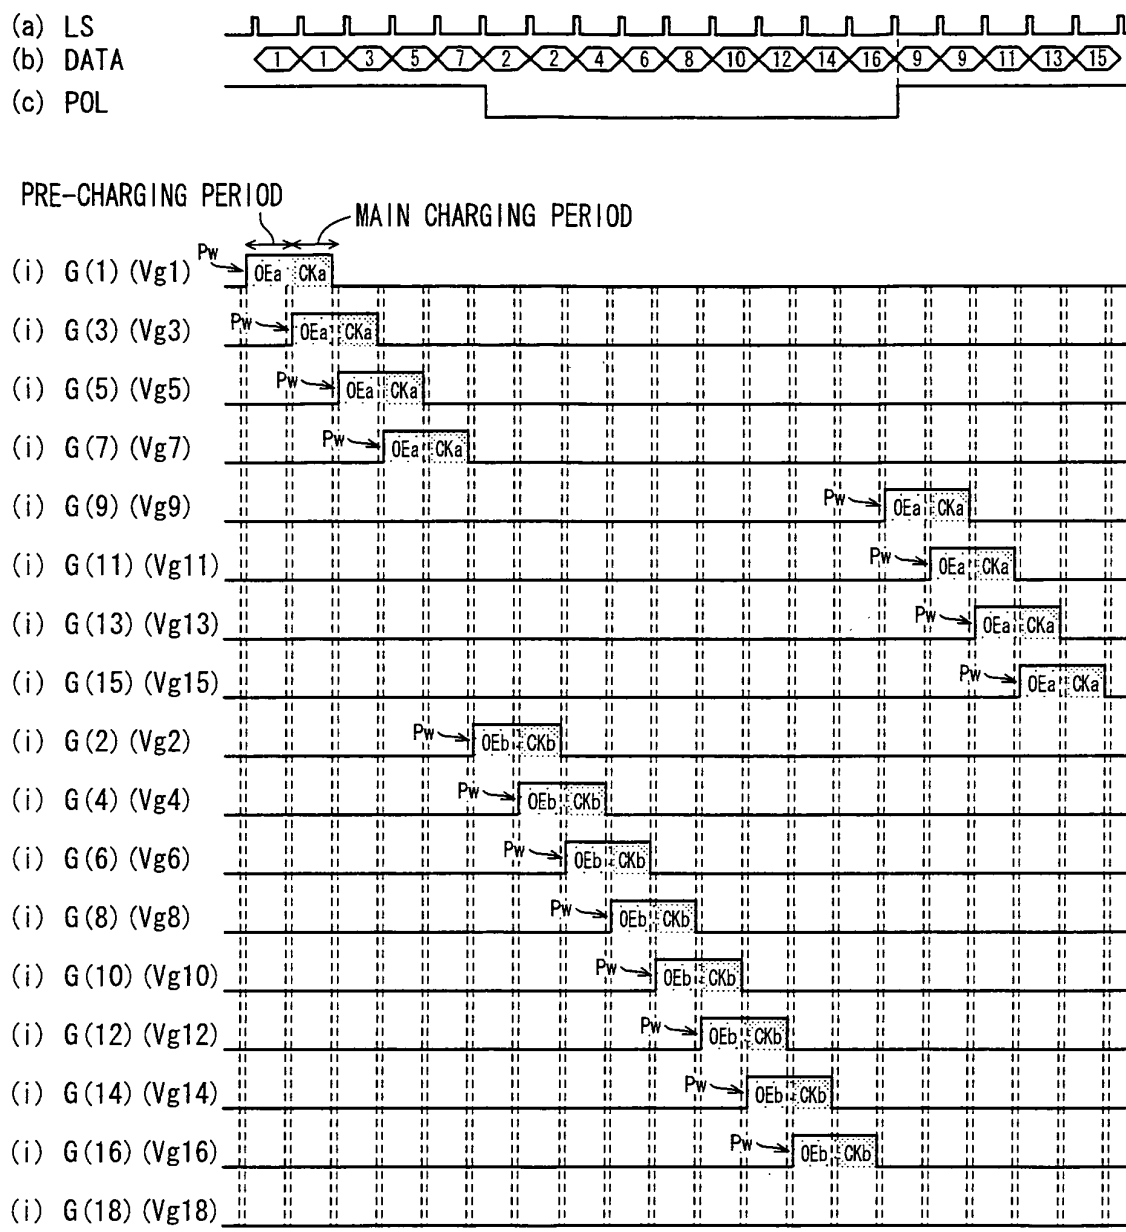 (a) LS
(b) DATA 1 1 3 5 7 2 2 4 6 8 10 12 14 16 9 9 11 13 15
(c) POL
PRE-CHARGING PERIOD
MAIN CHARGING PERIOD
(i) G(1) (Vg1) Pw OEa CKa
(i) G(3) (Vg3) Pw OEa CKa
(i) G(5) (Vg5) Pw OEa CKa
(i) G(7) (Vg7) Pw OEa CKa
(i) G(9) (Vg9) Pw OEa CKa
(i) G(11) (Vg11) Pw OEa CKa
(i) G(13) (Vg13) Pw OEa CKa
(i) G(15) (Vg15) Pw OEa CKa
(i) G(2) (Vg2) Pw OEb CKb
(i) G(4) (Vg4) Pw OEb CKb
(i) G(6) (Vg6) Pw OEb CKb
(i) G(8) (Vg8) Pw OEb CKb
(i) G(10) (Vg10) Pw OEb CKb
(i) G(12) (Vg12) Pw OEb CKb
(i) G(14) (Vg14) Pw OEb CKb
(i) G(16) (Vg16) Pw OEb CKb
(i) G(18) (Vg18)